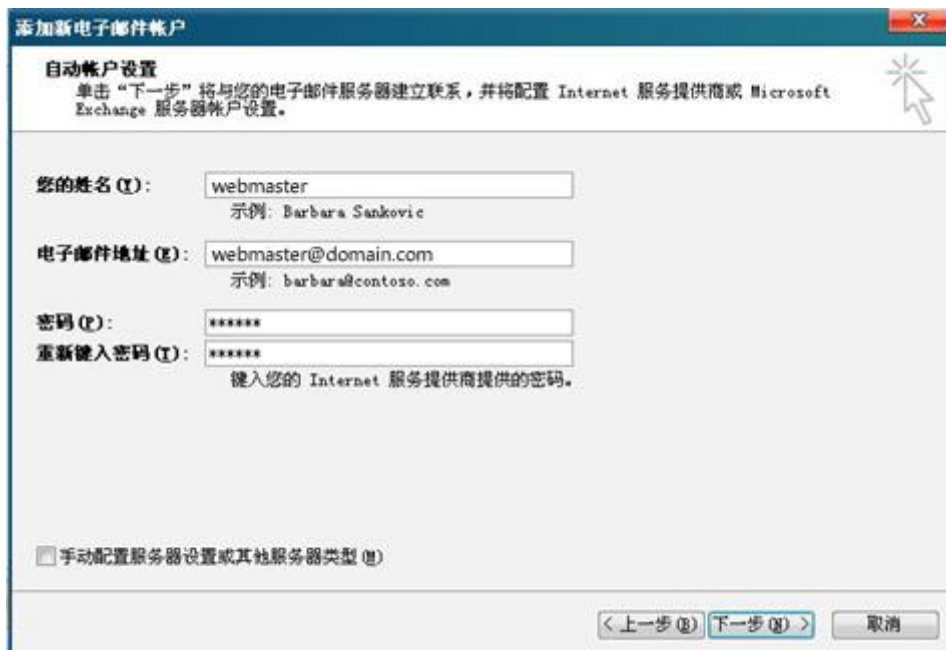 添加新电子邮件帐户
自动帐户设置
单击“下一步”将与您的电子邮件服务器建立联系，并将配置 Internet 服务提供商或 Microsoft
Exchange 服务器帐户设置。
您的姓名(Y)： webmaster
示例: Barbara Sankovic
电子邮件地址(E)： webmaster@domain.com
示例: barbara@contoso.com
密码(P)： ******
重新键入密码(T)： ******
键入您的 Internet 服务提供商提供的密码。
手动配置服务器设置或其他服务器类型(M)
< 上一步(B) 下一步(N) > 取消